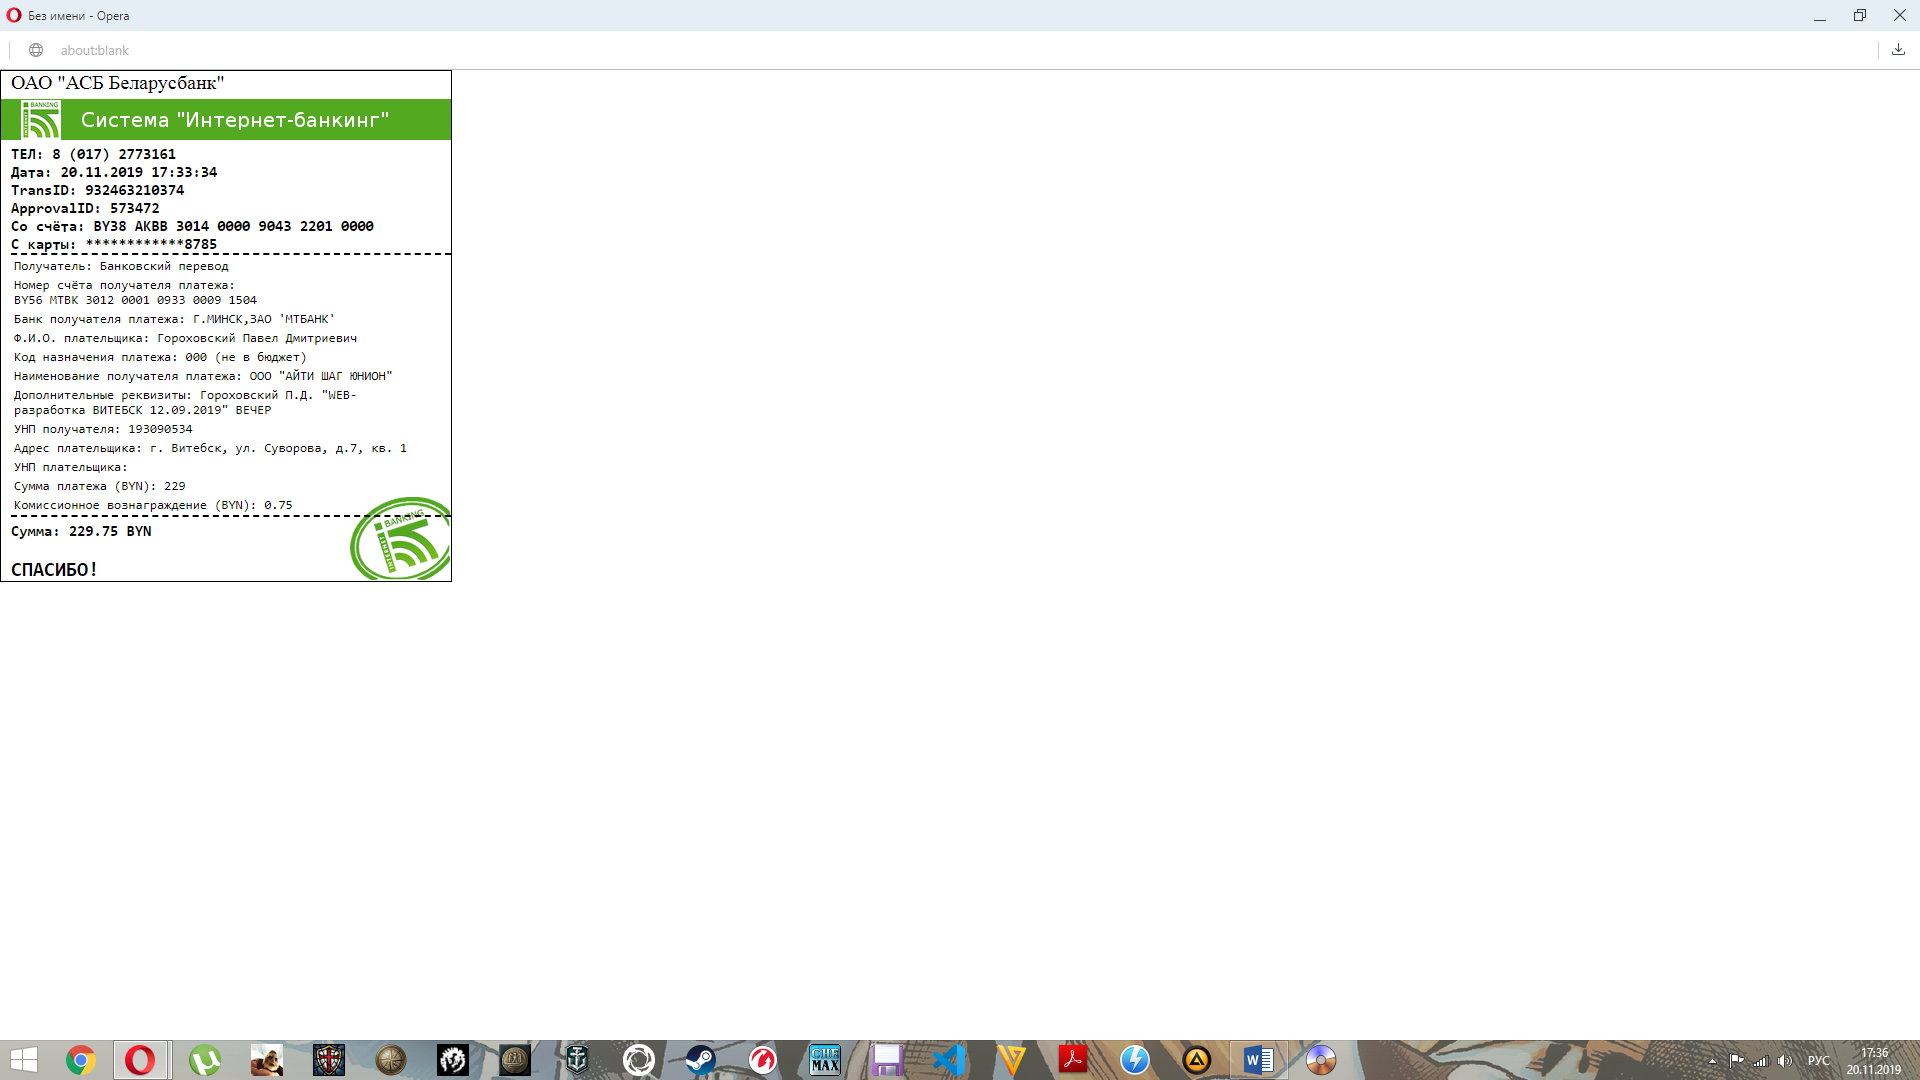 Без имени - Opera
about:blank
ОАО "АСБ Беларусбанк"
BANKING
Система "Интернет-банкинг"
ТЕЛ: 8 (017) 2773161
Дата: 20.11.2019 17:33:34
TransID: 932463210374
ApprovalID: 573472
Со счёта: BY38 AKBB 3014 0000 9043 2201 0000
С карты: ************8785
Получатель: Банковский перевод
Номер счёта получателя платежа:
BY56 MTBK 3012 0001 0933 0009 1504
Банк получателя платежа: Г.МИНСК,ЗАО 'МТБАНК'
Ф.И.О. плательщика: Гороховский Павел Дмитриевич
Код назначения платежа: 000 (не в бюджет)
Наименование получателя платежа: ООО "АЙТИ ШАГ ЮНИОН"
Дополнительные реквизиты: Гороховский П.Д. "WEB-
разработка ВИТЕБСК 12.09.2019" ВЕЧЕР
УНП получателя: 193090534
Адрес плательщика: г. Витебск, ул. Суворова, д.7, кв. 1
УНП плательщика:
Сумма платежа (BYN): 229
Комиссионное вознаграждение (BYN): 0.75
BANKING
INTERNET
Сумма: 229.75 BYN
СПАСИБО!
CHE
MAX
РУС
17:36
20.11.2019